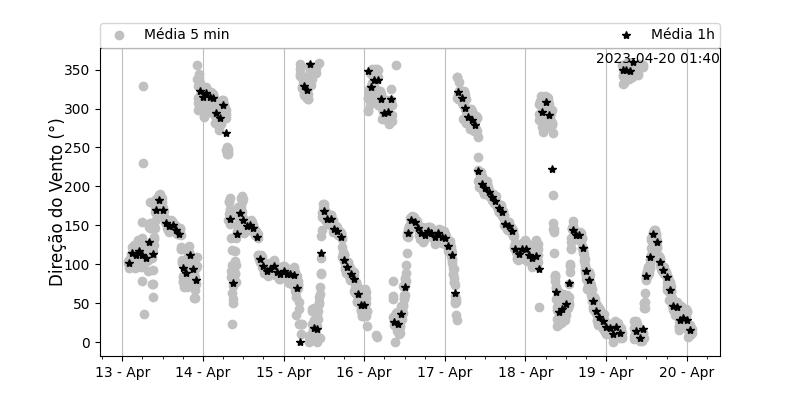 Média 5 min
Média 1h
2023-04-20 01:40
Direção do Vento (°)
350
300
250
200
150
100
50
0
13 - Apr
14 - Apr
15 - Apr
16 - Apr
17 - Apr
18 - Apr
19 - Apr
20 - Apr